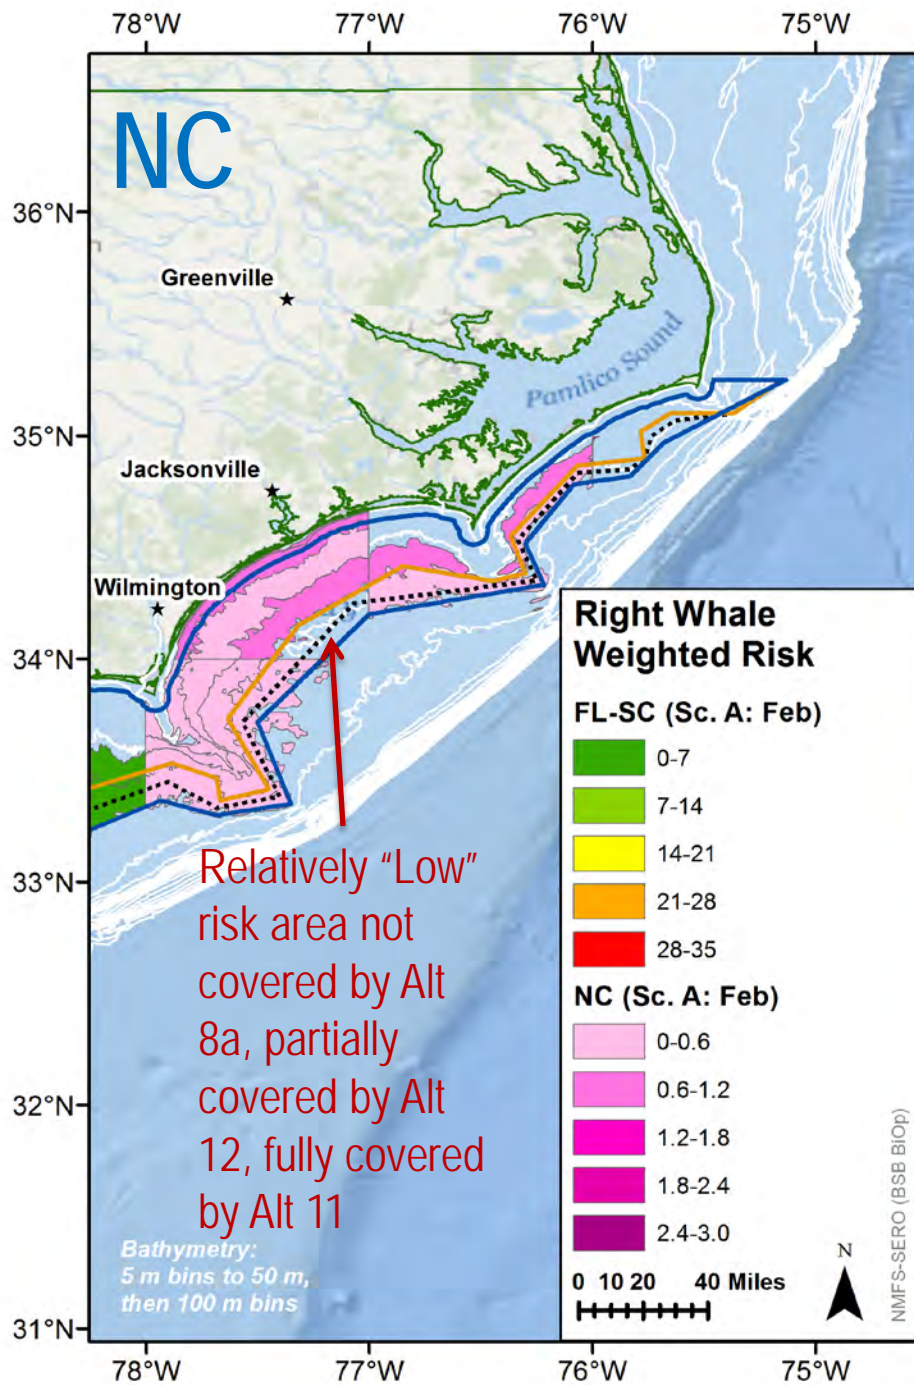 78°W 77°W 76°W 75°W
NC
36°N
Greenville
Pamlico Sound
35°N
Jacksonville
Wilmington
34°N
33°N
32°N
31°N
Relatively “Low”
risk area not
covered by Alt
8a, partially
covered by Alt
12, fully covered
by Alt 11
Bathymetry:
5 m bins to 50 m,
then 100 m bins
Right Whale
Weighted Risk
FL-SC (Sc. A: Feb)
0-7
7-14
14-21
21-28
28-35
NC (Sc. A: Feb)
0-0.6
0.6-1.2
1.2-1.8
1.8-2.4
2.4-3.0
0 10 20 40 Miles
N
NMFS-SERO (BSB BiOp)
78°W 77°W 76°W 75°W